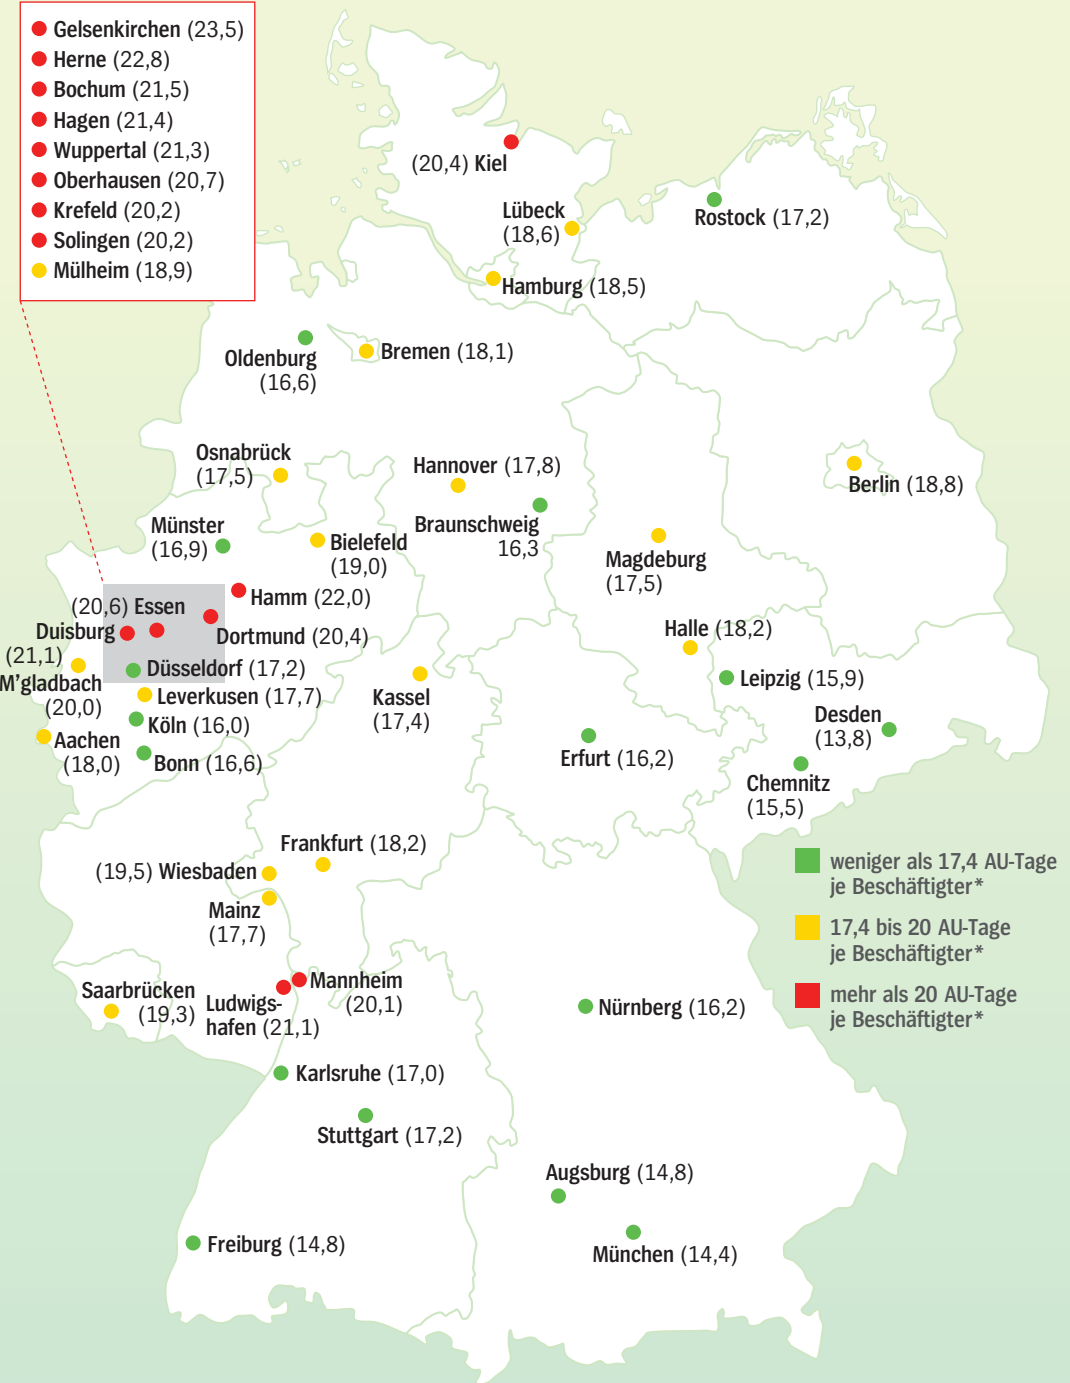 Gelsenkirchen (23,5)
Herne (22,8)
Bochum (21,5)
Hagen (21,4)
Wuppertal (21,3)
Oberhausen (20,7)
Krefeld (20,2)
Solingen (20,2)
Mülheim (18,9)
(20,4) Kiel
Lübeck
(18,6)
Rostock (17,2)
Hamburg (18,5)
Oldenburg
(16,6)
Bremen (18,1)
Osnabrück
(17,5)
Hannover (17,8)
Berlin (18,8)
Braunschweig
16,3
Münster
(16,9)
Bielefeld
(19,0)
Magdeburg
(17,5)
Hamm (22,0)
(20,6) Essen
Duisburg
(21,1)
Dortmund (20,4)
Halle (18,2)
Düsseldorf (17,2)
M'gladbach
(20,0)
Leverkusen (17,7)
Kassel
(17,4)
Leipzig (15,9)
Köln (16,0)
Desden
(13,8)
Aachen
(18,0)
Bonn (16,6)
Erfurt (16,2)
Chemnitz
(15,5)
Frankfurt (18,2)
(19,5) Wiesbaden
Mainz
(17,7)
weniger als 17,4 AU-Tage
je Beschäftigter*
17,4 bis 20 AU-Tage
je Beschäftigter*
mehr als 20 AU-Tage
je Beschäftigter*
Saarbrücken
(19,3)
Mannheim
(20,1)
Ludwigs-
hafen (21,1)
Nürnberg (16,2)
Karlsruhe (17,0)
Stuttgart (17,2)
Augsburg (14,8)
Freiburg (14,8)
München (14,4)